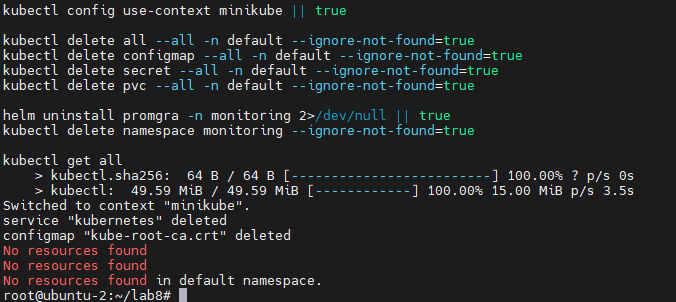 kubectl config use-context minikube || true
kubectl delete all --all -n default --ignore-not-found=true
kubectl delete configmap --all -n default --ignore-not-found=true
kubectl delete secret --all -n default --ignore-not-found=true
kubectl delete pvc --all -n default --ignore-not-found=true
helm uninstall promgra -n monitoring 2>/dev/null || true
kubectl delete namespace monitoring --ignore-not-found=true
kubectl get all
> kubectl.sha256: 64 B / 64 B [-------------------------] 100.00% ? p/s 0s
> kubectl: 49.59 MiB / 49.59 MiB [------------] 100.00% 15.00 MiB p/s 3.5s
Switched to context "minikube".
service "kubernetes" deleted
configmap "kube-root-ca.crt" deleted
No resources found
No resources found
No resources found in default namespace.
root@ubuntu-2:~/lab8#